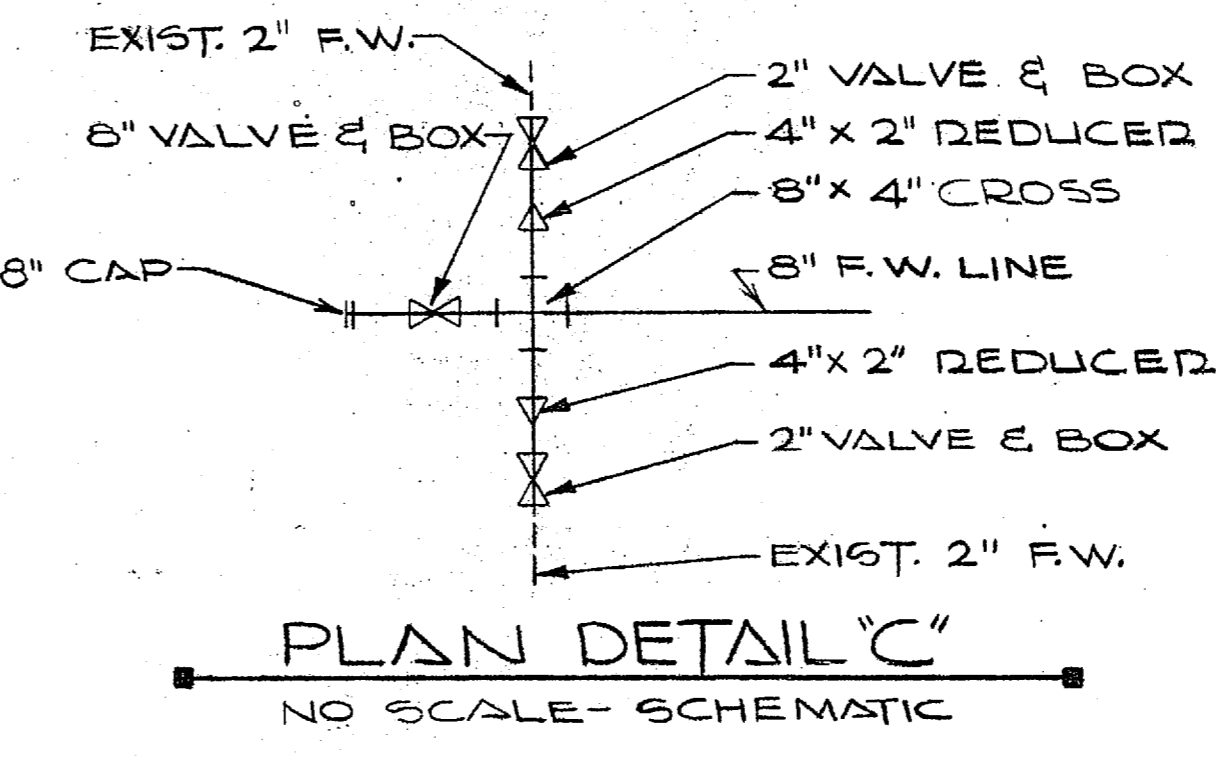 EXIST. 2" F.W.
8" VALVE & BOX
8" CAP
2" VALVE & BOX
4" x 2" REDUCER
8" x 4" CROSS
8" F.W. LINE
4" x 2" REDUCER
2" VALVE & BOX
EXIST. 2" F.W.
PLAN DETAIL "C"
NO SCALE- SCHEMATIC